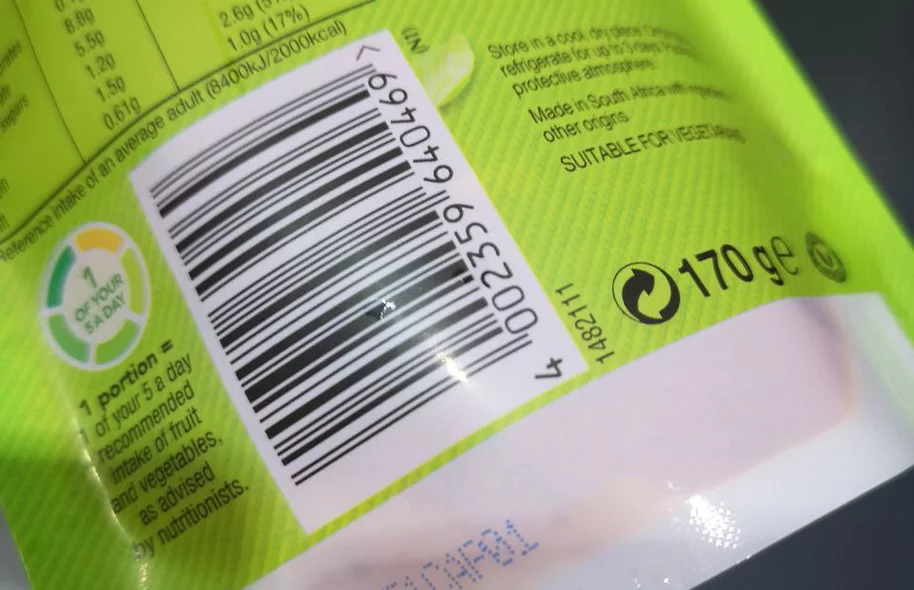 8.8g
5.5g
1.2g
1.5g
0.61g
2.6g
1.0g (17%)
Reference intake of an average adult (8400kJ/2000kcal)
1
OF YOUR
5 A DAY
1 portion =
1 of your 5 a day
recommended
intake of fruit
and vegetables,
as advised
by nutritionists.
4 002359 640469 >
(NI)
1482111
Store in a cool dry place
refrigerate for up to
protective atmosphere
Made in South Africa with
other origins
SUITABLE FOR
170 g e
V